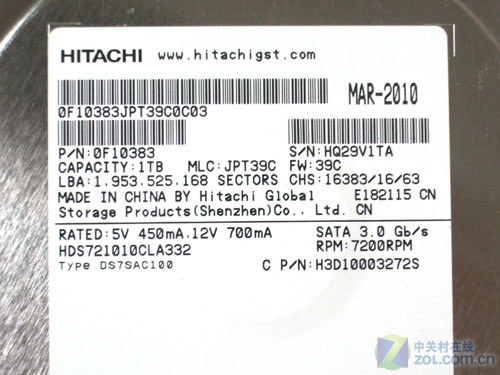 HITACHI www.hitachigst.com
MAR-2010
0F10383JPT39C0C03
P/N:0F10383 S/N:HQ29V1TA
CAPACITY:1TB MLC:JPT39C FW:39C
LBA:1.953.525.168 SECTORS CHS:16383/16/63
MADE IN CHINA BY Hitachi Global E182115 CN
Storage Products(Shenzhen)Co., Ltd. CN
RATED:5V 450mA.12V 700mA SATA 3.0 Gb/s
HDS721010CLA332 RPM:7200RPM
Type DS7SAC100 C P/N:H3D10003272S
中关村在线
zol.com.cn